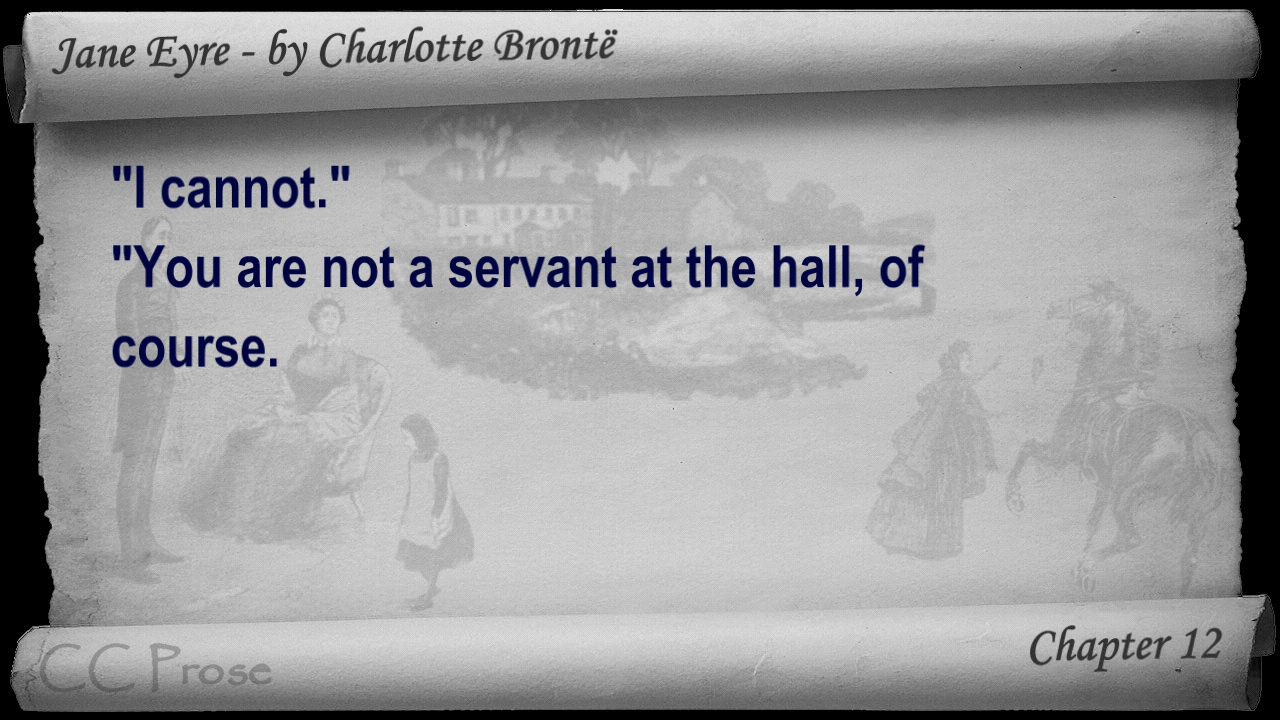 Jane Eyre - by Charlotte Brontë
"I cannot."
"You are not a servant at the hall, of
course.
CC Prose
Chapter 12